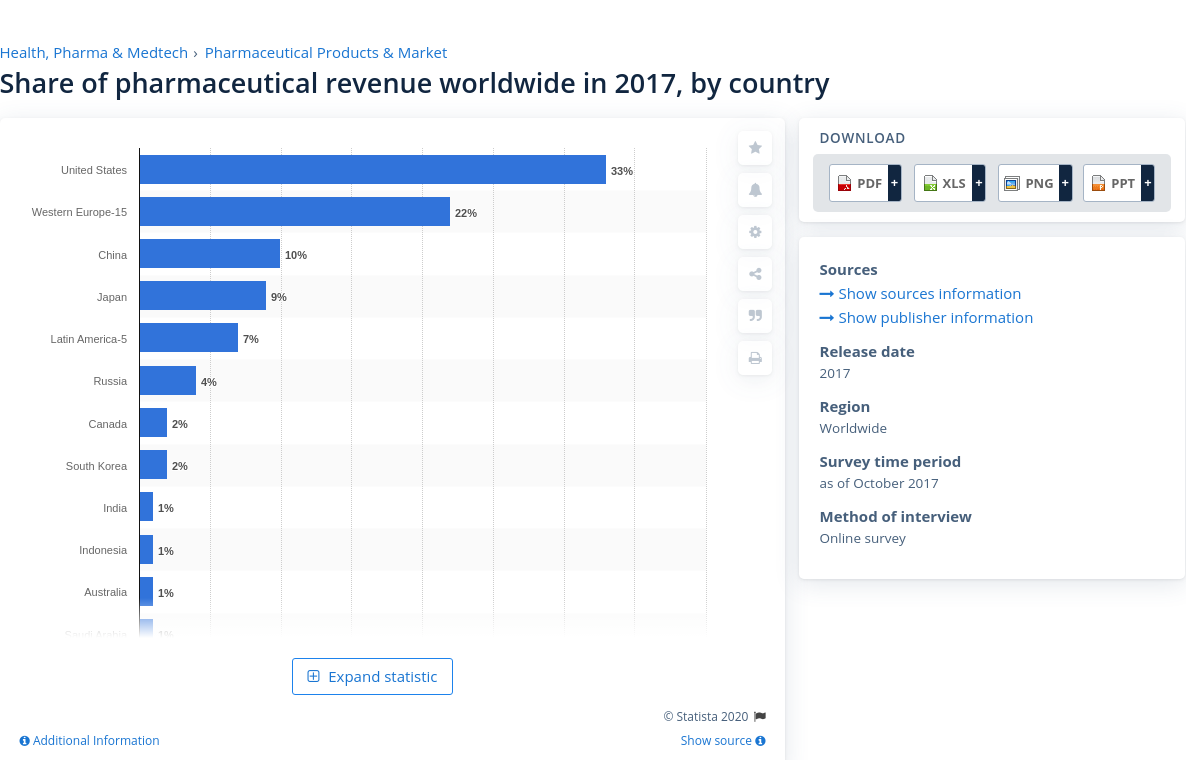 Health, Pharma & Medtech › Pharmaceutical Products & Market
Share of pharmaceutical revenue worldwide in 2017, by country
United States 33%
Western Europe-15 22%
China 10%
Japan 9%
Latin America-5 7%
Russia 4%
Canada 2%
South Korea 2%
India 1%
Indonesia 1%
Australia 1%
Saudi Arabia 1%
Expand statistic
© Statista 2020
Additional Information
Show source
DOWNLOAD
PDF + XLS + PNG + PPT +
Sources
Show sources information
Show publisher information
Release date
2017
Region
Worldwide
Survey time period
as of October 2017
Method of interview
Online survey